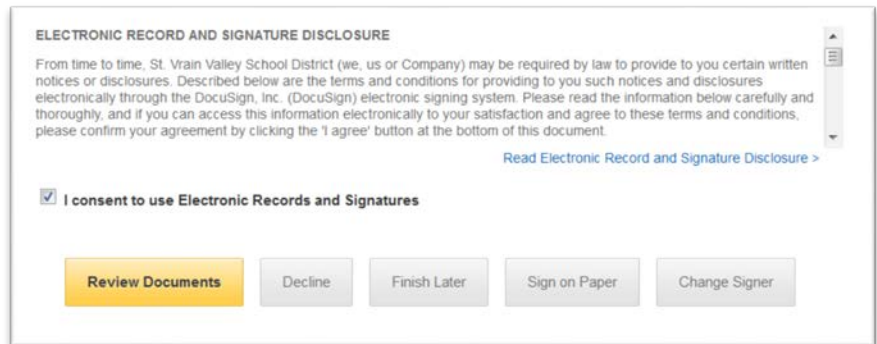 ELECTRONIC RECORD AND SIGNATURE DISCLOSURE
From time to time, St. Vrain Valley School District (we, us or Company) may be required by law to provide to you certain written
notices or disclosures. Described below are the terms and conditions for providing to you such notices and disclosures
electronically through the DocuSign, Inc. (DocuSign) electronic signing system. Please read the information below carefully and
thoroughly, and if you can access this information electronically to your satisfaction and agree to these terms and conditions,
please confirm your agreement by clicking the 'I agree' button at the bottom of this document.
Read Electronic Record and Signature Disclosure >
I consent to use Electronic Records and Signatures
Review Documents Decline Finish Later Sign on Paper Change Signer